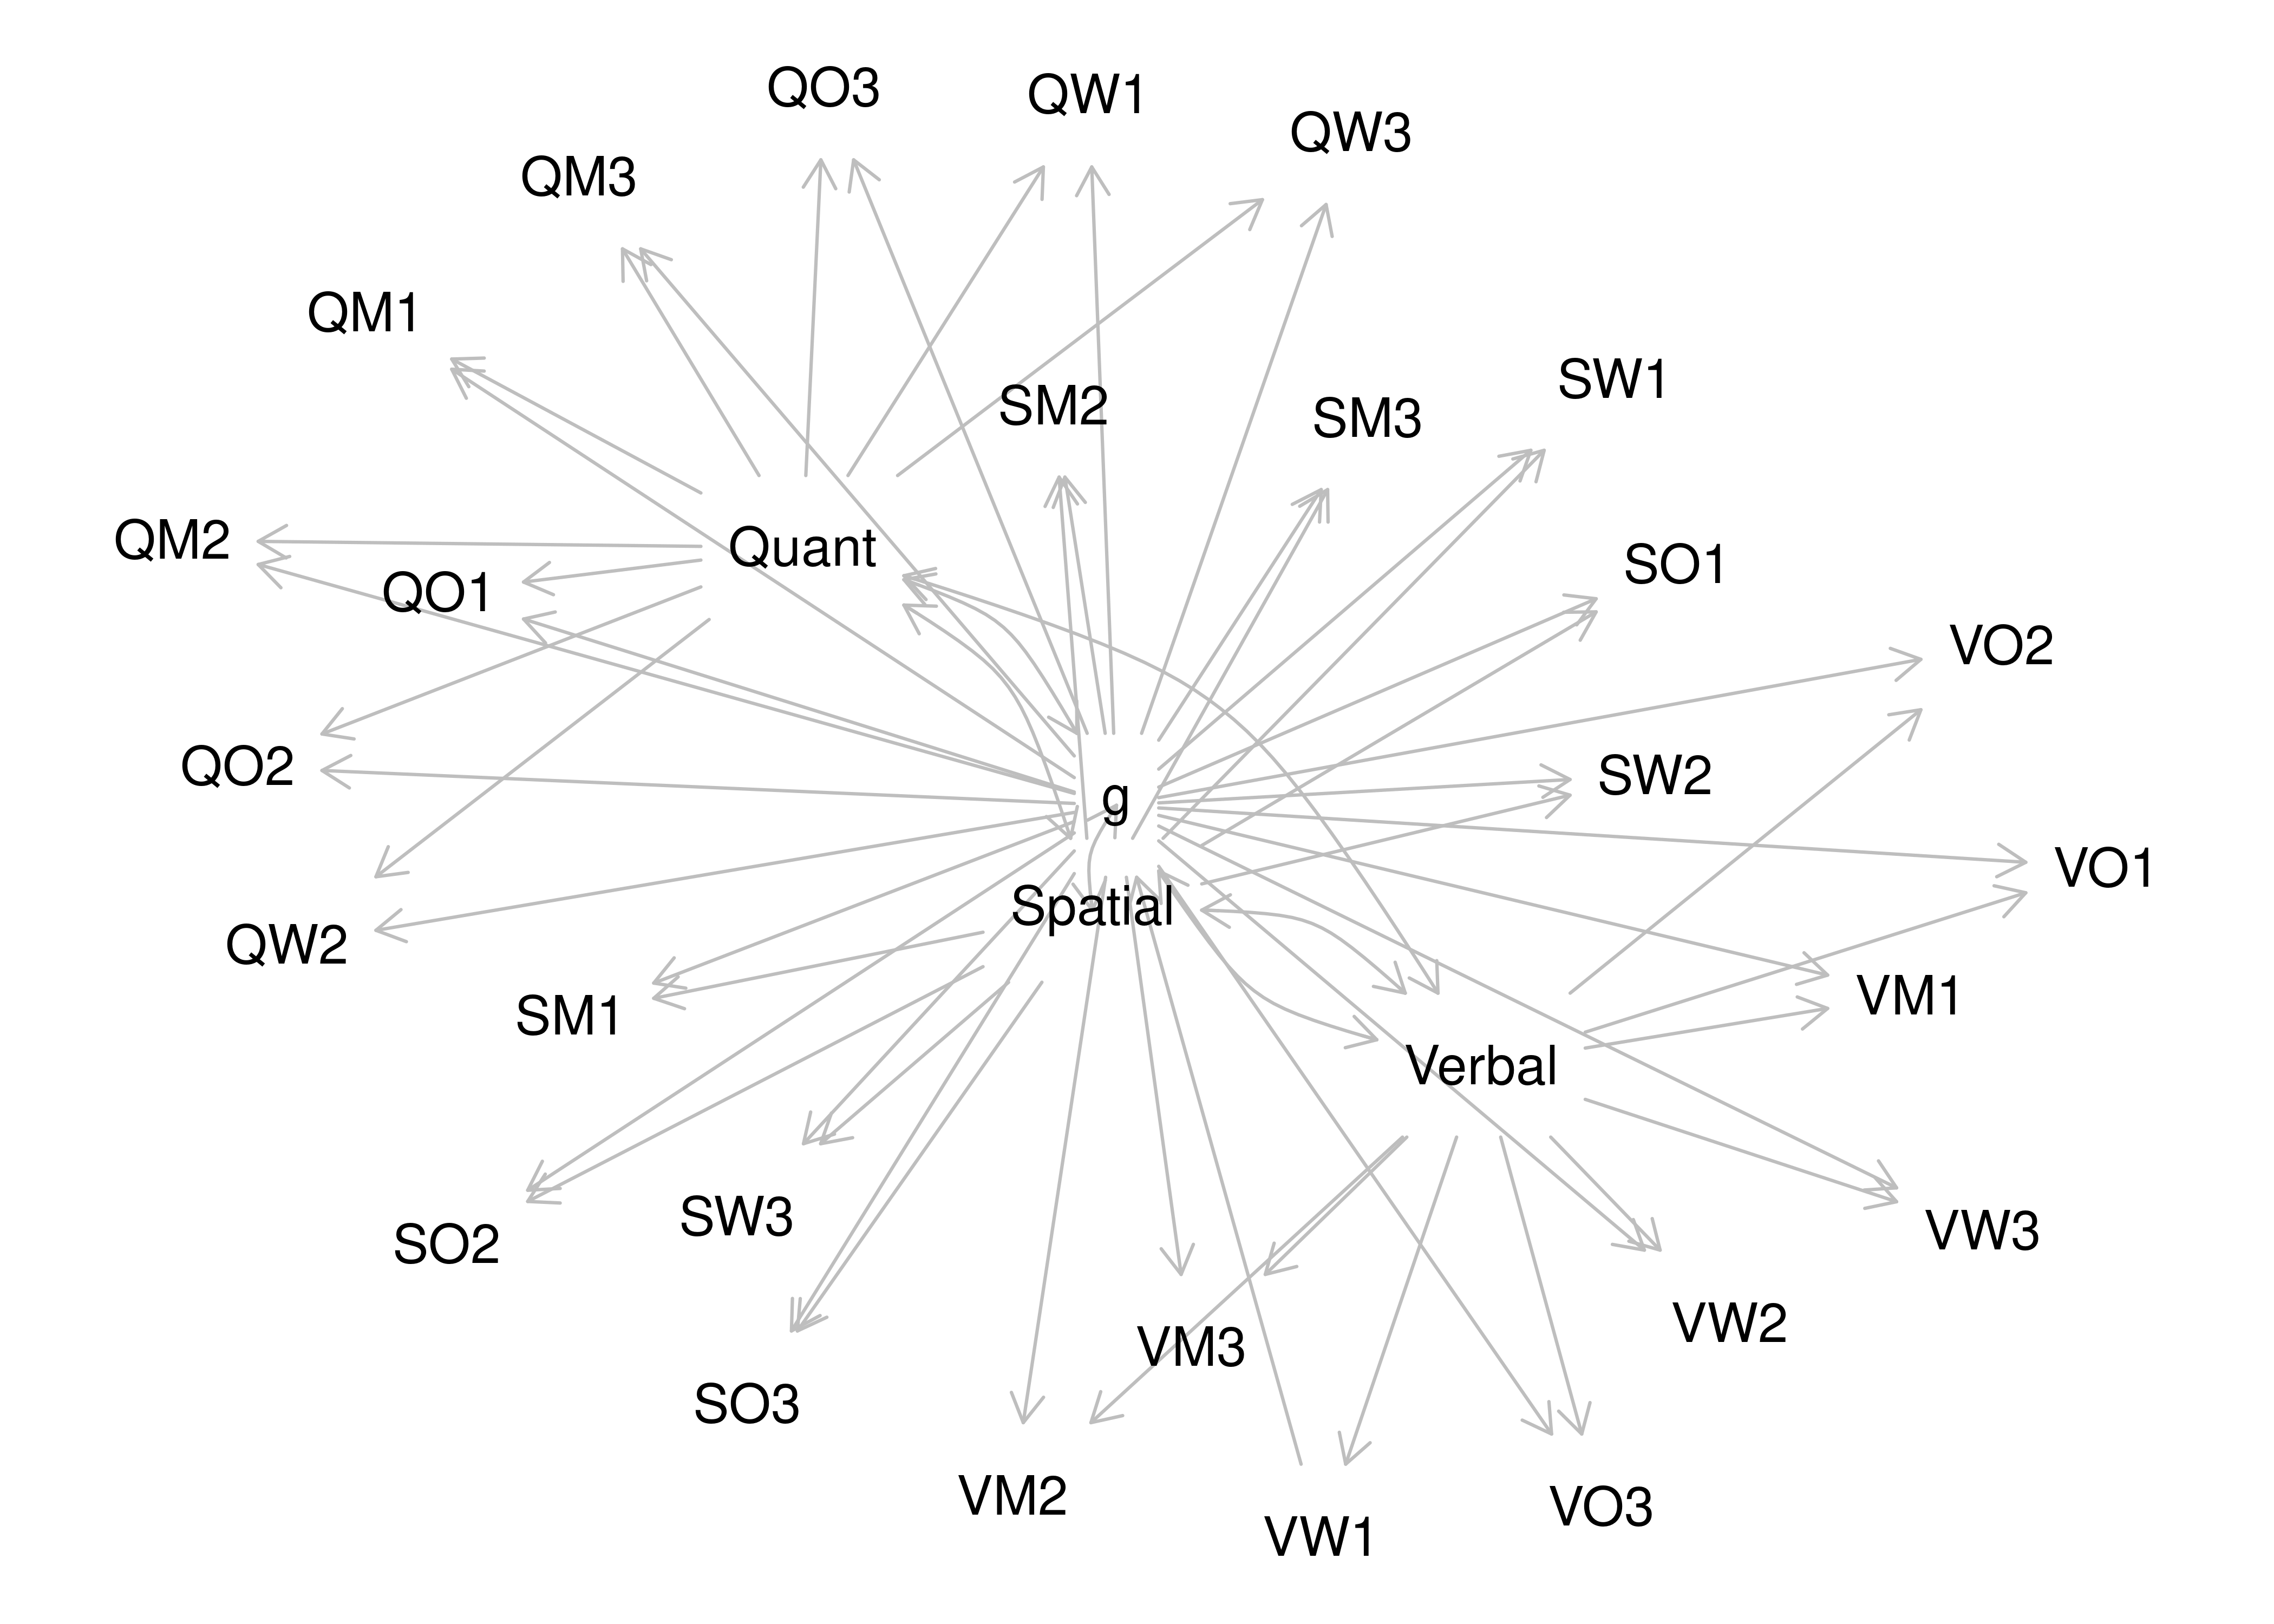 QO3
QW1
QW3
QM3
QM1
SW1
SM2
SM3
QM2
Quant
SO1
QO1
VO2
QO2
SW2
g
VO1
Spatial
QW2
VM1
SM1
Verbal
SW3
VW3
SO2
VW2
VM3
SO3
VM2
VO3
VW1